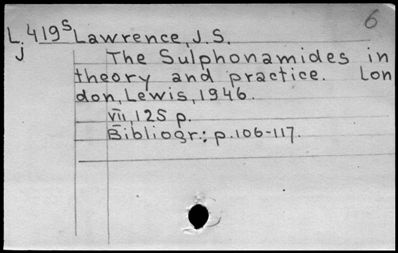 6
L.419S Lawrence, J.S.
J
The Sulphonamides in
theory and practice. Lon
don, Lewis, 1946.
VII, 125 p.
Bibliogr.: p.106-117.